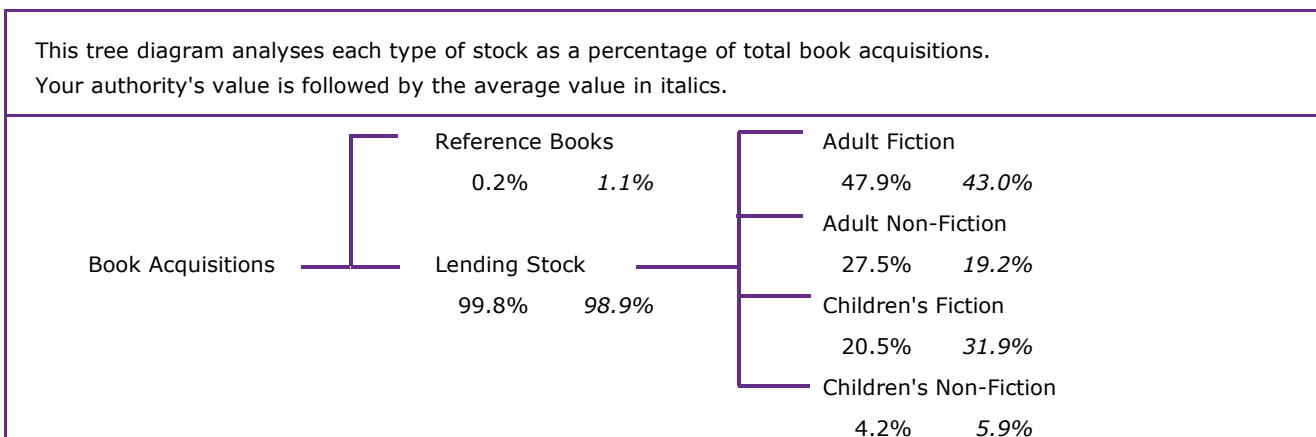 This tree diagram analyses each type of stock as a percentage of total book acquisitions.
Your authority's value is followed by the average value in italics.
Book Acquisitions
Reference Books
0.2% 1.1%
Lending Stock
99.8% 98.9%
Adult Fiction
47.9% 43.0%
Adult Non-Fiction
27.5% 19.2%
Children's Fiction
20.5% 31.9%
Children's Non-Fiction
4.2% 5.9%